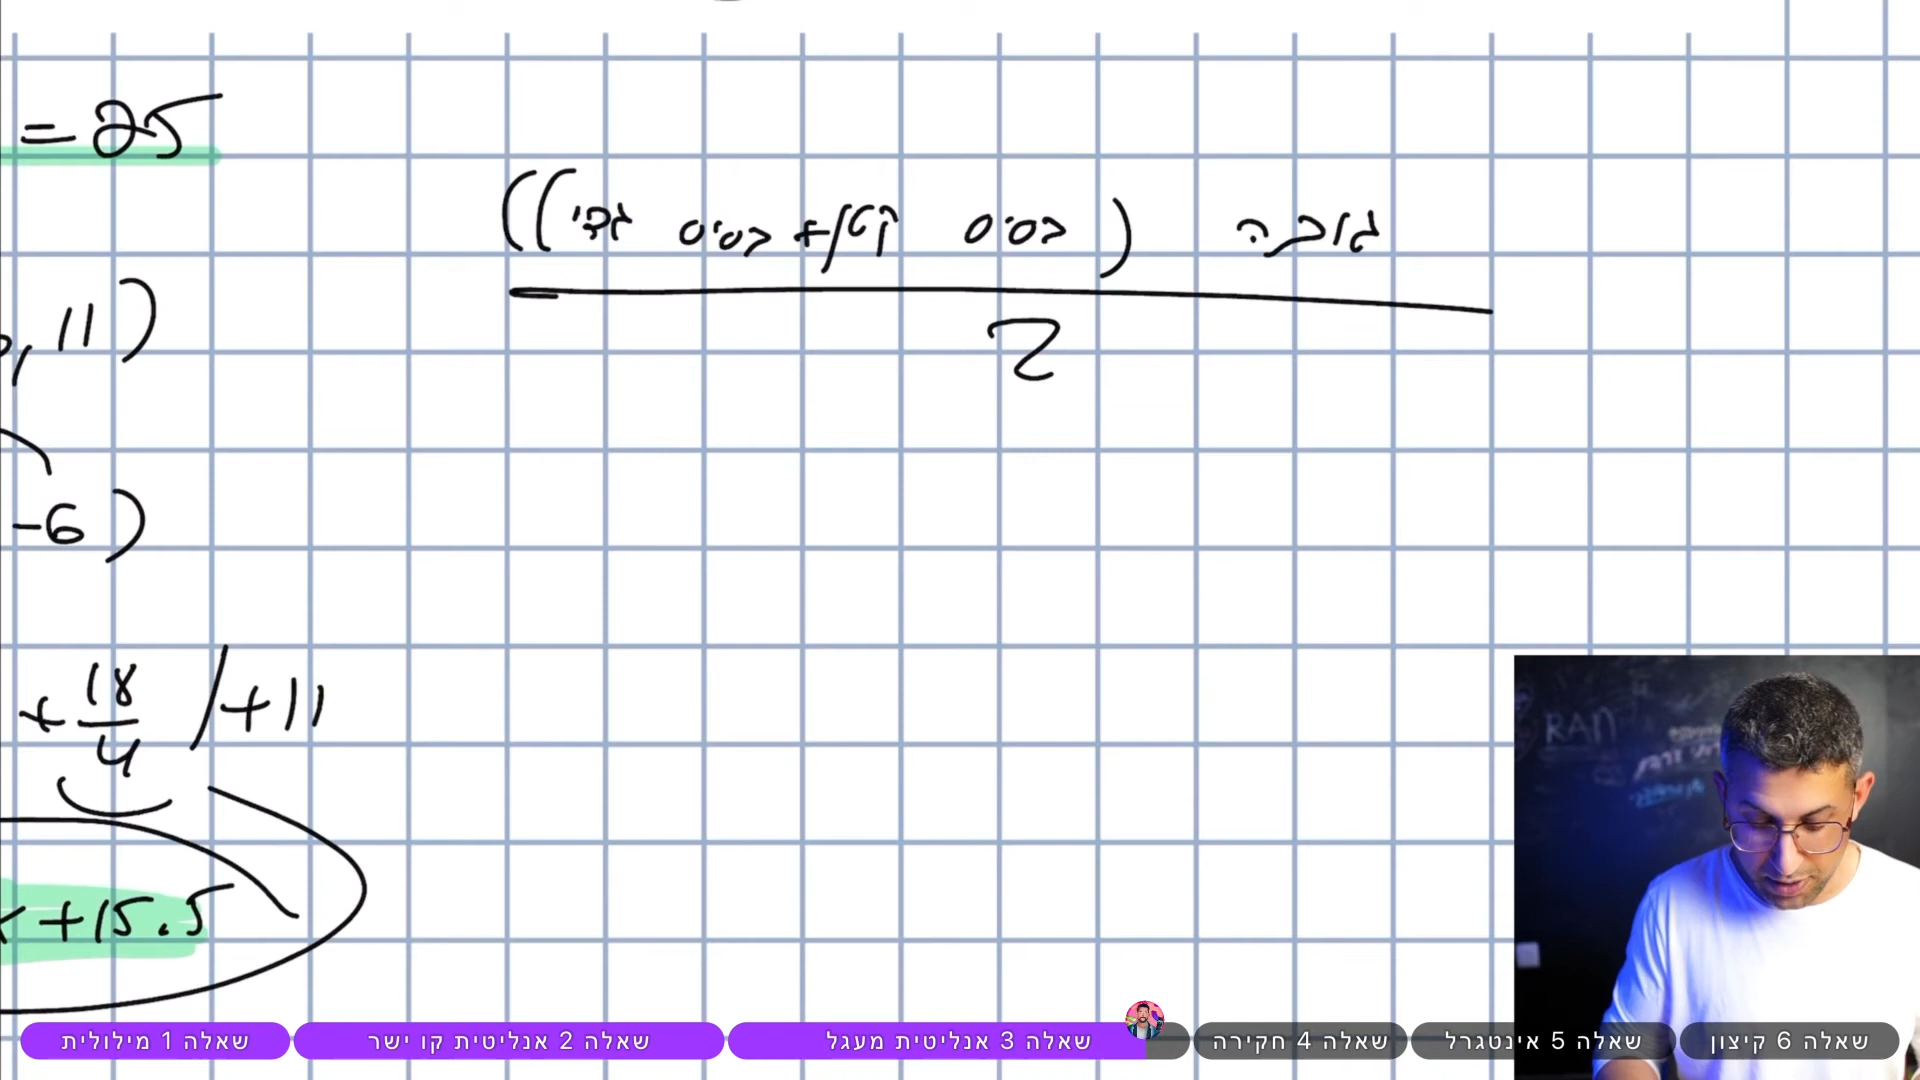 = 25
גובה (בסיס קטן + בסיס גדול))
2
, 11)
-6)
+ 18/4 /+11
+15.5
RAN
שאלה 1 מילולית
שאלה 2 אנליטית קו ישר
שאלה 3 אנליטית מעגל
שאלה 4 חקירה
שאלה 5 אינטגרל
שאלה 6 קיצון